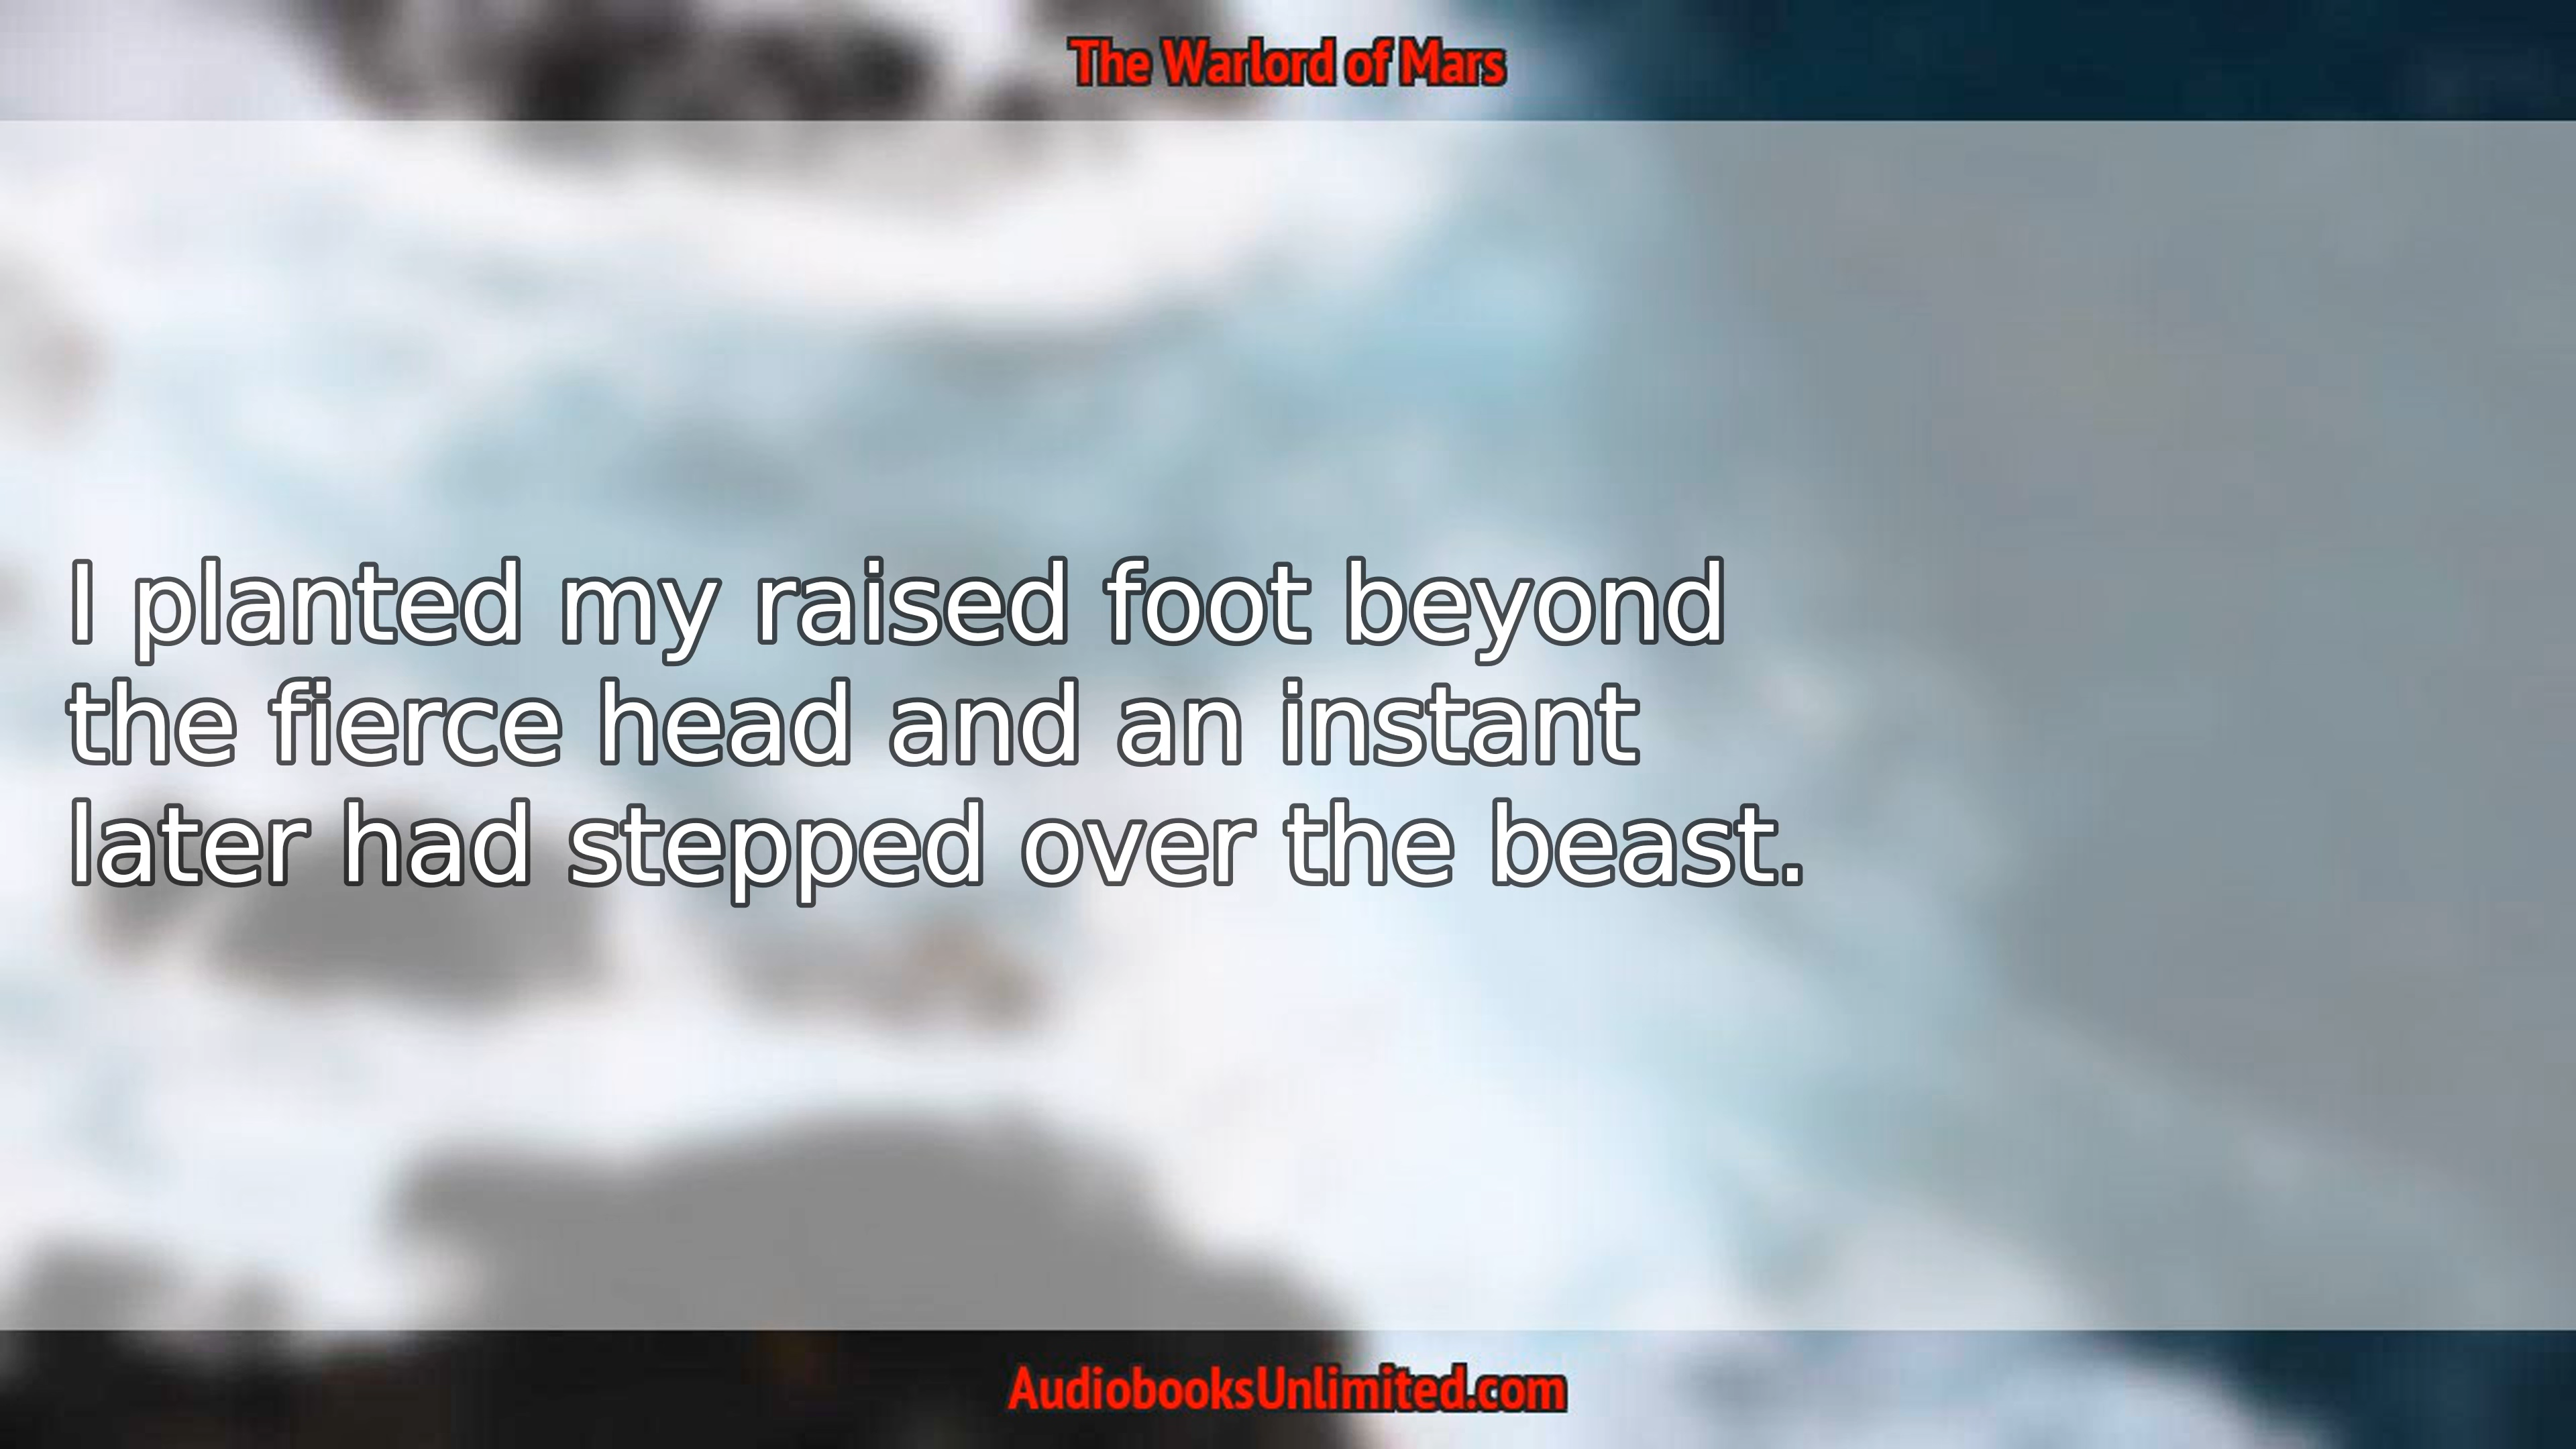 The Warlord of Mars
I planted my raised foot beyond
the fierce head and an instant
later had stepped over the beast.
AudiobooksUnlimited.com